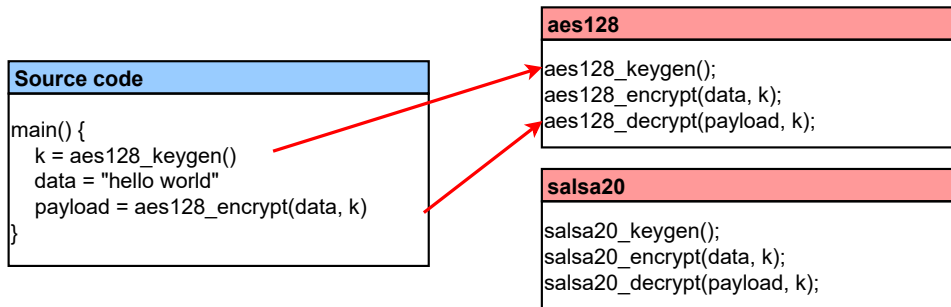 Source code
main() {
k = aes128_keygen()
data = "hello world"
payload = aes128_encrypt(data, k)
}
aes128
aes128_keygen();
aes128_encrypt(data, k);
aes128_decrypt(payload, k);
salsa20
salsa20_keygen();
salsa20_encrypt(data, k);
salsa20_decrypt(payload, k);